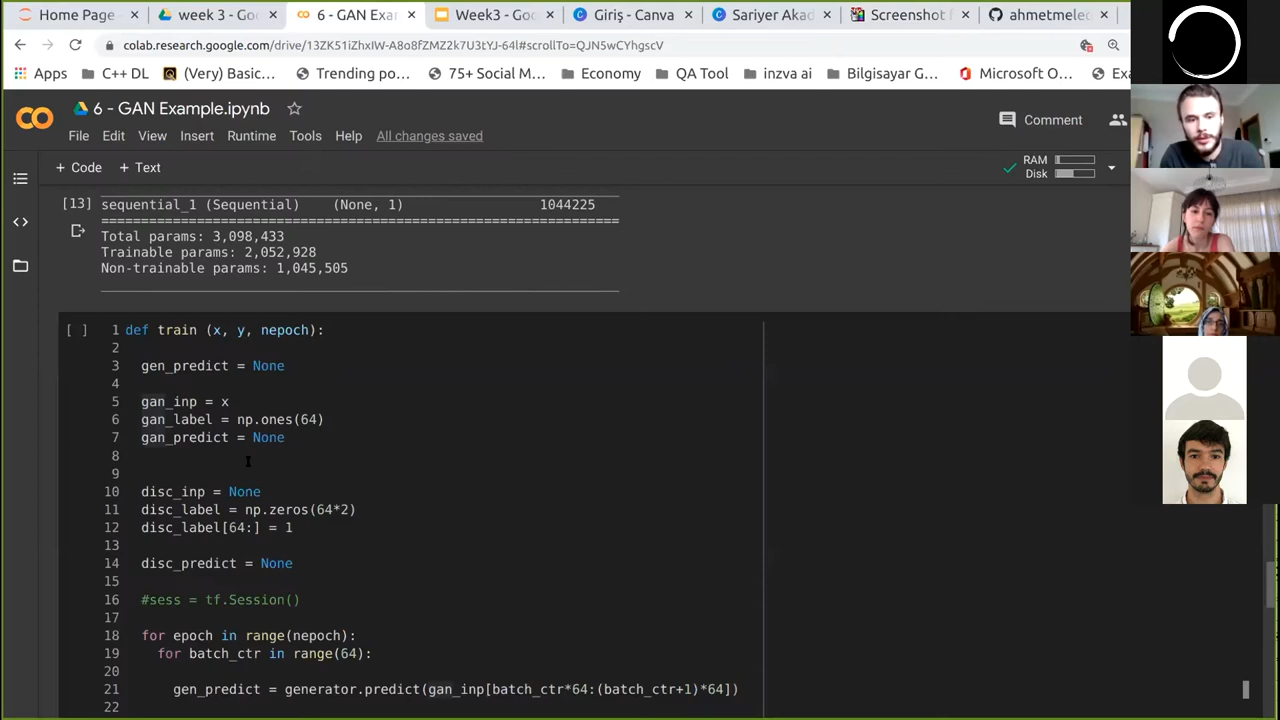 Home Page -
week 3 - Goo
6 - GAN Exam
Week3 - Goo
Giriş - Canva
Sariyer Akad
Screenshot f
ahmetmelec
colab.research.google.com/drive/13ZK51iZhxIW-A8o8fZMZ2k7U3tYJ-64l#scrollTo=QJN5wCYhgscV
Apps
C++ DL
(Very) Basic...
Trending po...
75+ Social M...
Economy
QA Tool
inzva ai
Bilgisayar G...
Microsoft O...
Exa
6 - GAN Example.ipynb
File Edit View Insert Runtime Tools Help All changes saved
Comment
+ Code + Text
RAM
Disk
[13] sequential_1 (Sequential) (None, 1) 1044225
Total params: 3,098,433
Trainable params: 2,052,928
Non-trainable params: 1,045,505
[ ] 1 def train (x, y, nepoch):
2
3 gen_predict = None
4
5 gan_inp = x
6 gan_label = np.ones(64)
7 gan_predict = None
8
9
10 disc_inp = None
11 disc_label = np.zeros(64*2)
12 disc_label[64:] = 1
13
14 disc_predict = None
15
16 #sess = tf.Session()
17
18 for epoch in range(nepoch):
19 for batch_ctr in range(64):
20
21 gen_predict = generator.predict(gan_inp[batch_ctr*64:(batch_ctr+1)*64])
22